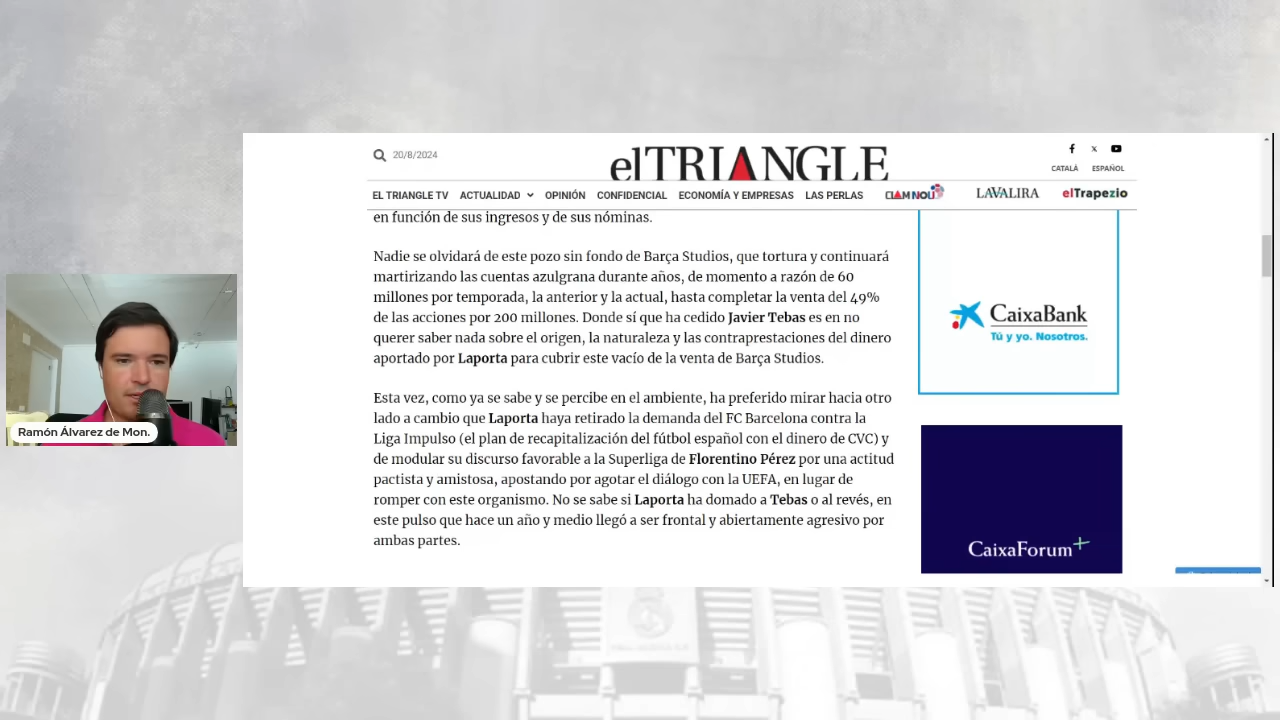 20/8/2024
elTRIANGLE
CATALÀ ESPAÑOL
EL TRIANGLE TV ACTUALIDAD OPINIÓN CONFIDENCIAL ECONOMÍA Y EMPRESAS LAS PERLAS CLAM NOU LAVALIRA elTrapezio
en función de sus ingresos y de sus nóminas.
Nadie se olvidará de este pozo sin fondo de Barça Studios, que tortura y continuará
martirizando las cuentas azulgrana durante años, de momento a razón de 60
millones por temporada, la anterior y la actual, hasta completar la venta del 49%
de las acciones por 200 millones. Donde sí que ha cedido Javier Tebas es en no
querer saber nada sobre el origen, la naturaleza y las contraprestaciones del dinero
aportado por Laporta para cubrir este vacío de la venta de Barça Studios.
Esta vez, como ya se sabe y se percibe en el ambiente, ha preferido mirar hacia otro
lado a cambio que Laporta haya retirado la demanda del FC Barcelona contra la
Liga Impulso (el plan de recapitalización del fútbol español con el dinero de CVC) y
de modular su discurso favorable a la Superliga de Florentino Pérez por una actitud
pactista y amistosa, apostando por agotar el diálogo con la UEFA, en lugar de
romper con este organismo. No se sabe si Laporta ha domado a Tebas o al revés, en
este pulso que hace un año y medio llegó a ser frontal y abiertamente agresivo por
ambas partes.
CaixaBank
Tú y yo. Nosotros.
CaixaForum+
Ramón Álvarez de Mon.